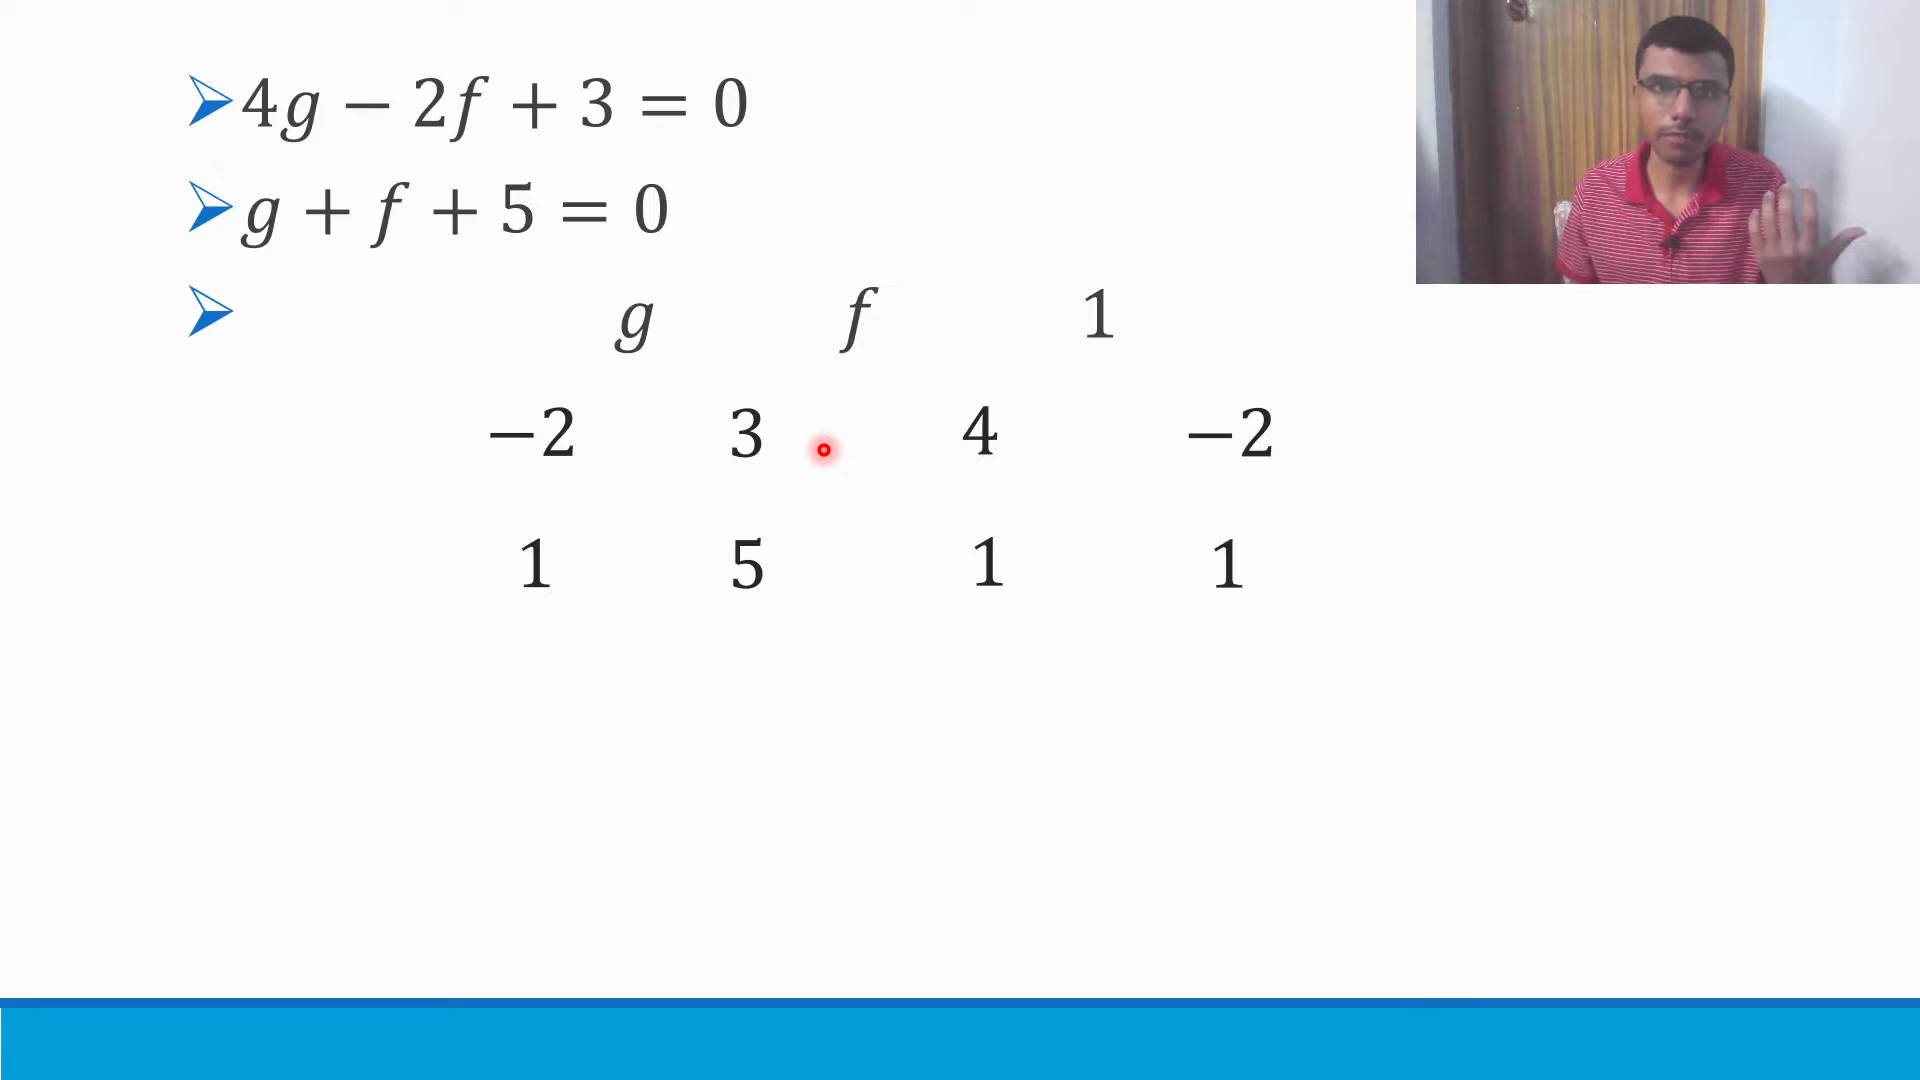 4g − 2f + 3 = 0
g + f + 5 = 0
g f 1
−2 3 4 −2
1 5 1 1